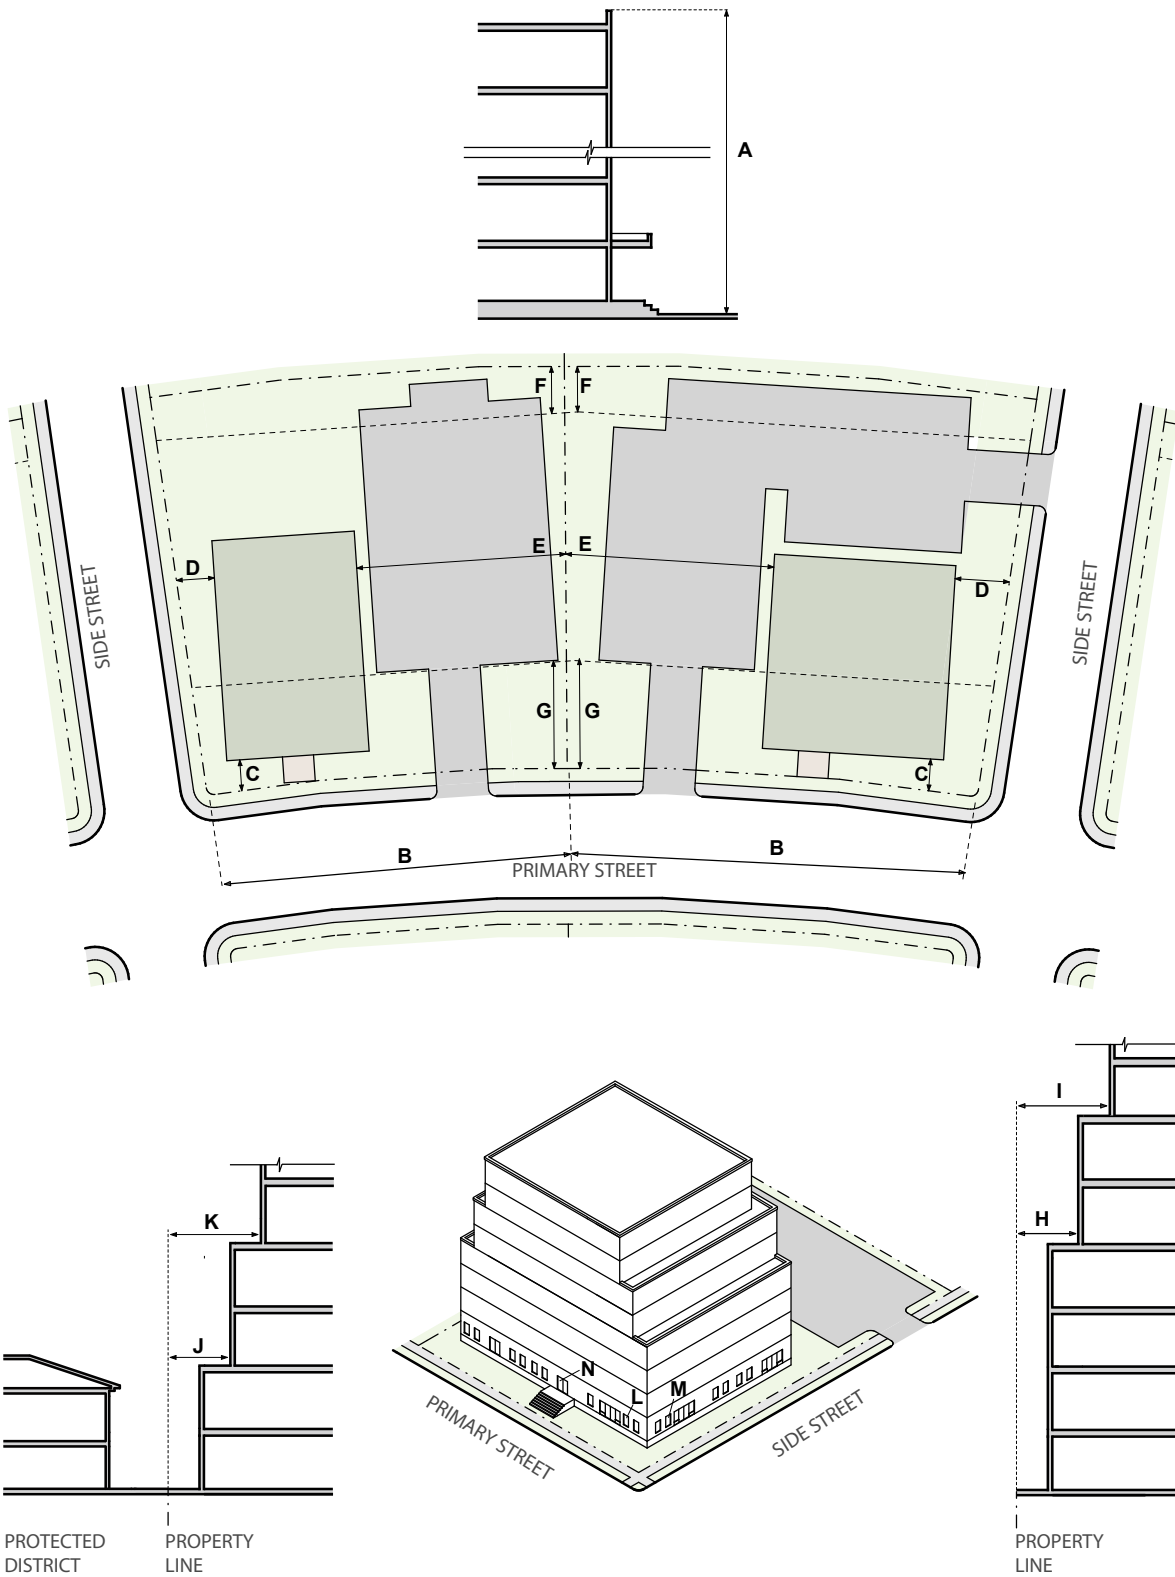 A
F F
E E
D D
SIDE STREET
SIDE STREET
G G
C C
B B
PRIMARY STREET
I
H
K
J
N
L M
PRIMARY STREET
SIDE STREET
PROTECTED
DISTRICT
PROPERTY
LINE
PROPERTY
LINE